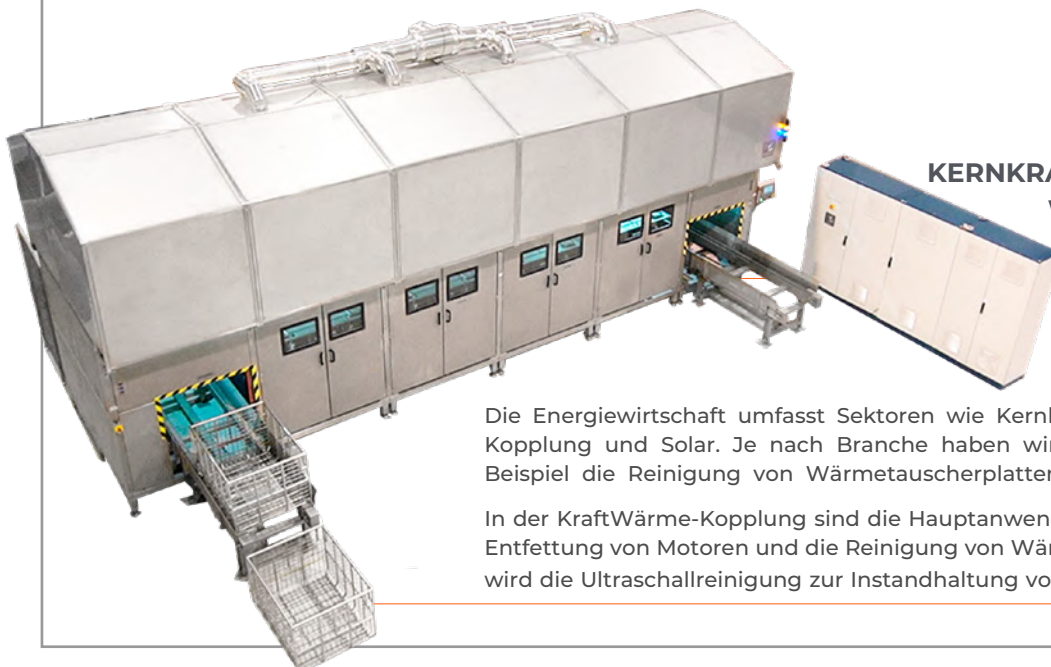 KERNKRA
Die Energiewirtschaft umfasst Sektoren wie Kernk
Kopplung und Solar. Je nach Branche haben wir
Beispiel die Reinigung von Wärmetauscherplatten
In der KraftWärme-Kopplung sind die Hauptanwen
Entfettung von Motoren und die Reinigung von Wär
wird die Ultraschallreinigung zur Instandhaltung vo